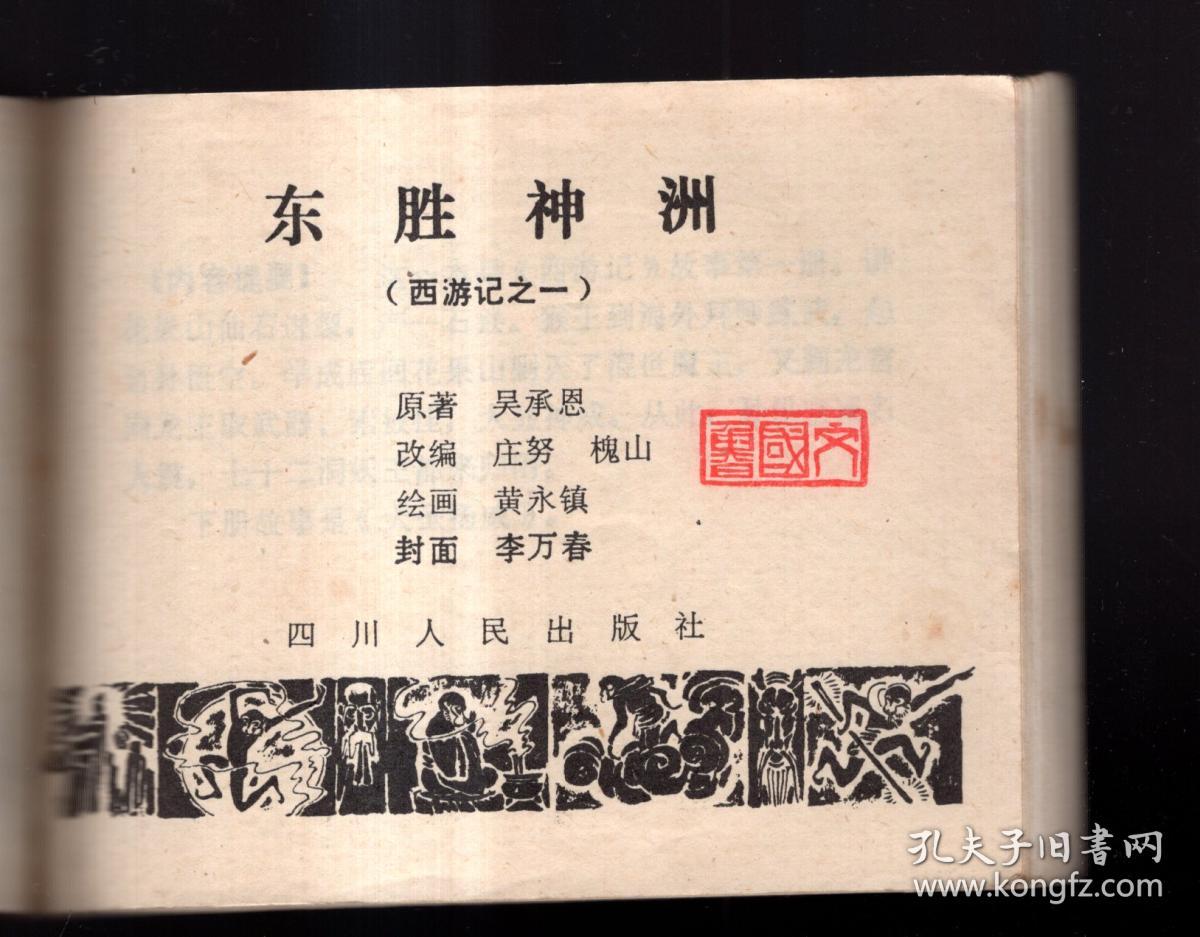 东胜神洲
（西游记之一）
原著 吴承恩
改编 庄努 槐山
绘画 黄永镇
封面 李万春
四川人民出版社
孔夫子旧书网
www.kongfz.com